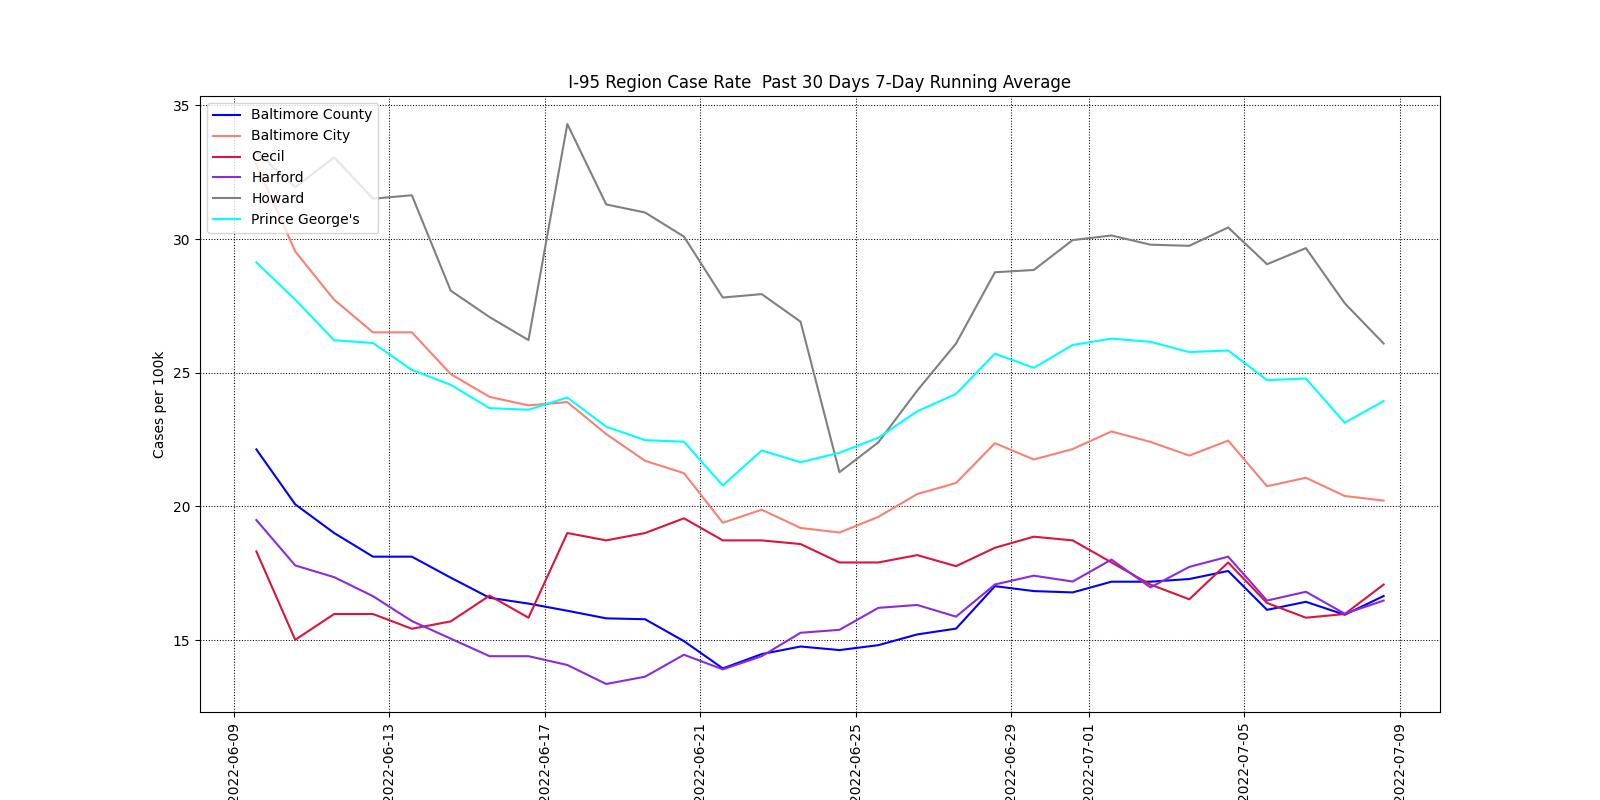 I-95 Region Case Rate  Past 30 Days 7-Day Running Average
35
30
25
20
15
Cases per 100k
Baltimore County
Baltimore City
Cecil
Harford
Howard
Prince George's
2022-06-09
2022-06-13
2022-06-17
2022-06-21
2022-06-25
2022-06-29
2022-07-01
2022-07-05
2022-07-09